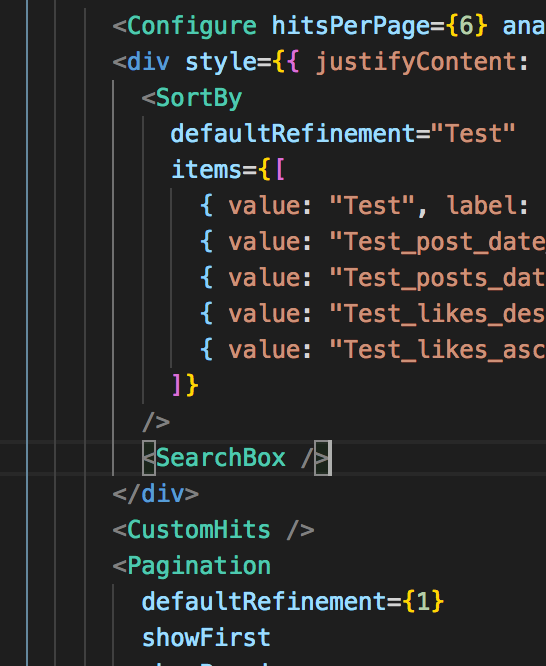 <Configure hitsPerPage={6} ana
<div style={{ justifyContent:
<SortBy
defaultRefinement="Test"
items={[
{ value: "Test", label:
{ value: "Test_post_date_
{ value: "Test_posts_dat
{ value: "Test_likes_des
{ value: "Test_likes_asc
]}
/>
<SearchBox />
</div>
<CustomHits />
<Pagination
defaultRefinement={1}
showFirst